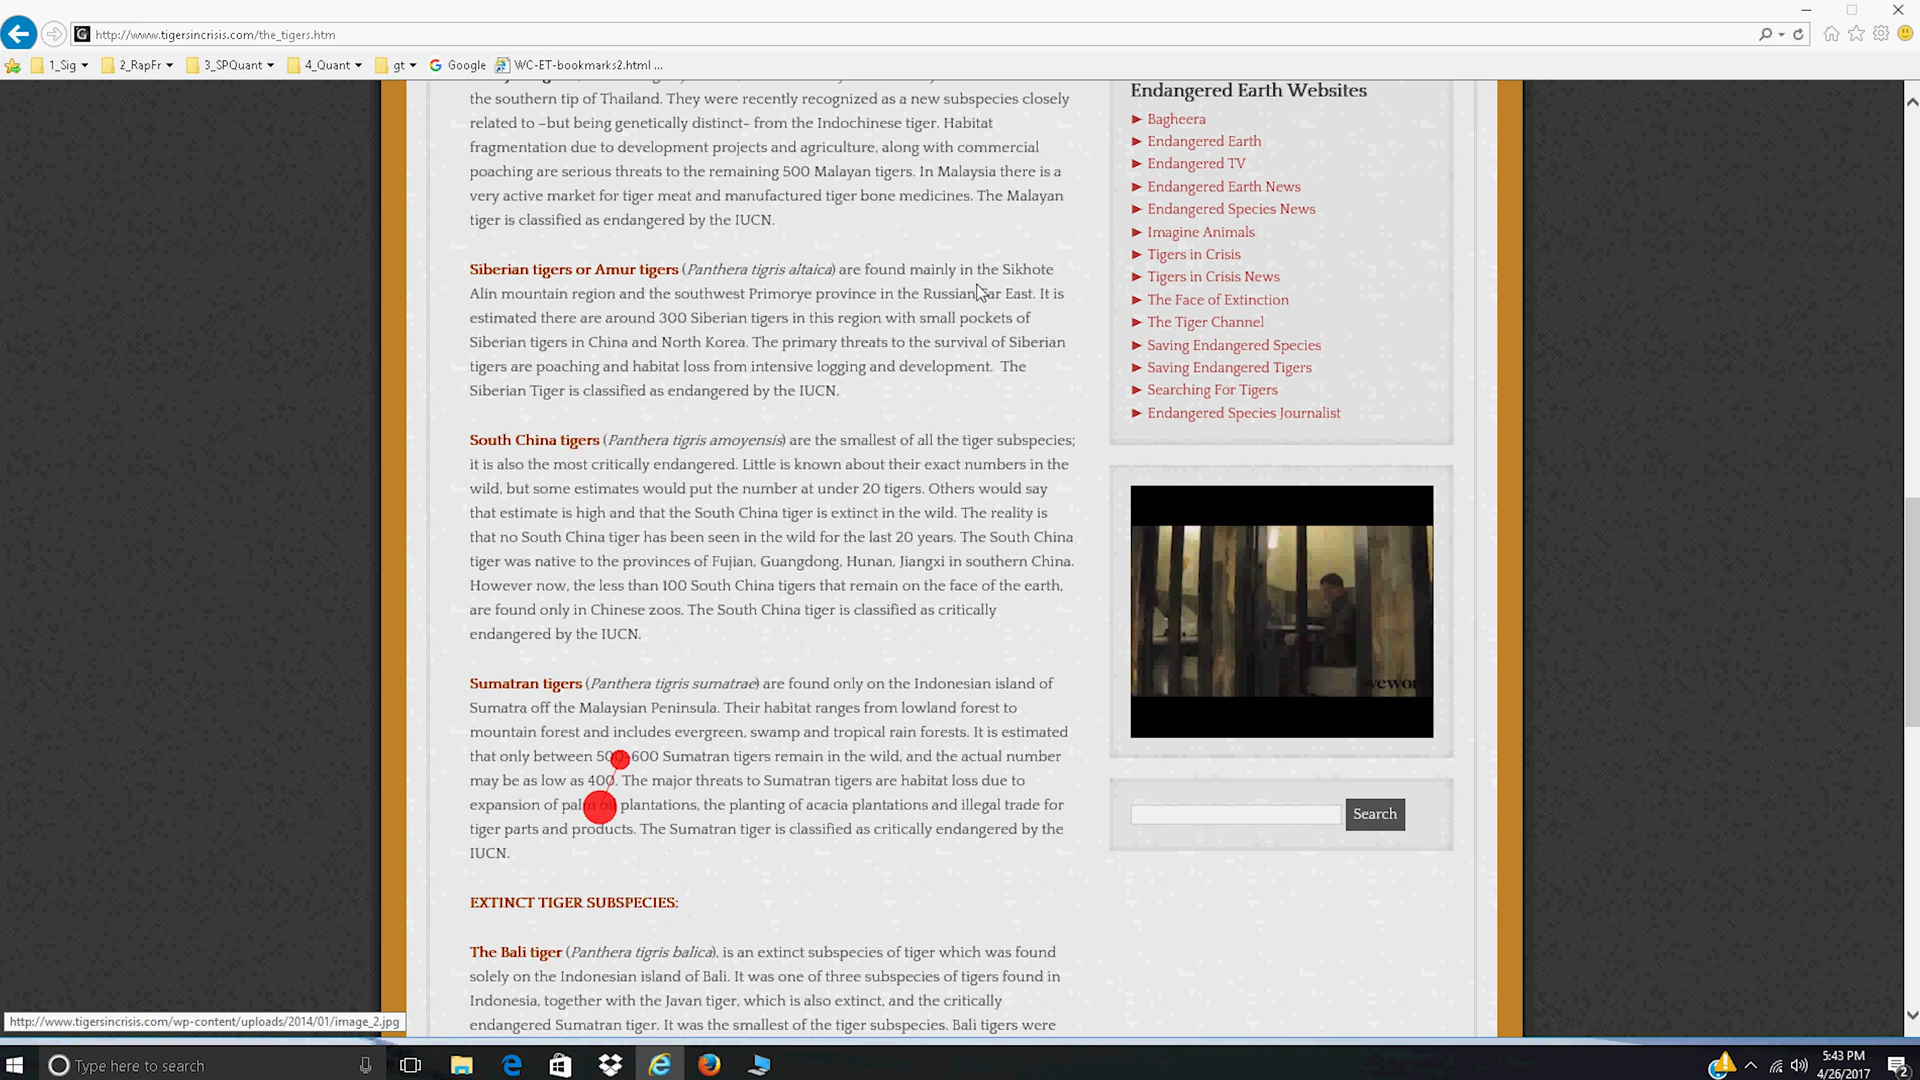 http://www.tigersincrisis.com/the_tigers.htm
1_Sig
2_RapFr
3_SPQuant
4_Quant
gt
Google
WC-ET-bookmarks2.html ...
the southern tip of Thailand. They were recently recognized as a new subspecies closely
related to –but being genetically distinct– from the Indochinese tiger. Habitat
fragmentation due to development projects and agriculture, along with commercial
poaching are serious threats to the remaining 500 Malayan tigers. In Malaysia there is a
very active market for tiger meat and manufactured tiger bone medicines. The Malayan
tiger is classified as endangered by the IUCN.
Siberian tigers or Amur tigers (Panthera tigris altaica) are found mainly in the Sikhote
Alin mountain region and the southwest Primorye province in the Russian Far East. It is
estimated there are around 300 Siberian tigers in this region with small pockets of
Siberian tigers in China and North Korea. The primary threats to the survival of Siberian
tigers are poaching and habitat loss from intensive logging and development. The
Siberian Tiger is classified as endangered by the IUCN.
South China tigers (Panthera tigris amoyensis) are the smallest of all the tiger subspecies;
it is also the most critically endangered. Little is known about their exact numbers in the
wild, but some estimates would put the number at under 20 tigers. Others would say
that estimate is high and that the South China tiger is extinct in the wild. The reality is
that no South China tiger has been seen in the wild for the last 20 years. The South China
tiger was native to the provinces of Fujian, Guangdong, Hunan, Jiangxi in southern China.
However now, the less than 100 South China tigers that remain on the face of the earth,
are found only in Chinese zoos. The South China tiger is classified as critically
endangered by the IUCN.
Sumatran tigers (Panthera tigris sumatrae) are found only on the Indonesian island of
Sumatra off the Malaysian Peninsula. Their habitat ranges from lowland forest to
mountain forest and includes evergreen, swamp and tropical rain forests. It is estimated
that only between 500-600 Sumatran tigers remain in the wild, and the actual number
may be as low as 400. The major threats to Sumatran tigers are habitat loss due to
expansion of palm oil plantations, the planting of acacia plantations and illegal trade for
tiger parts and products. The Sumatran tiger is classified as critically endangered by the
IUCN.
EXTINCT TIGER SUBSPECIES:
The Bali tiger (Panthera tigris balica), is an extinct subspecies of tiger which was found
solely on the Indonesian island of Bali. It was one of three subspecies of tigers found in
Indonesia, together with the Javan tiger, which is also extinct, and the critically
endangered Sumatran tiger. It was the smallest of the tiger subspecies. Bali tigers were
Endangered Earth Websites
► Bagheera
► Endangered Earth
► Endangered TV
► Endangered Earth News
► Endangered Species News
► Imagine Animals
► Tigers in Crisis
► Tigers in Crisis News
► The Face of Extinction
► The Tiger Channel
► Saving Endangered Species
► Saving Endangered Tigers
► Searching For Tigers
► Endangered Species Journalist
Search
http://www.tigersincrisis.com/wp-content/uploads/2014/01/image_2.jpg
Type here to search
5:43 PM
4/26/2017
2